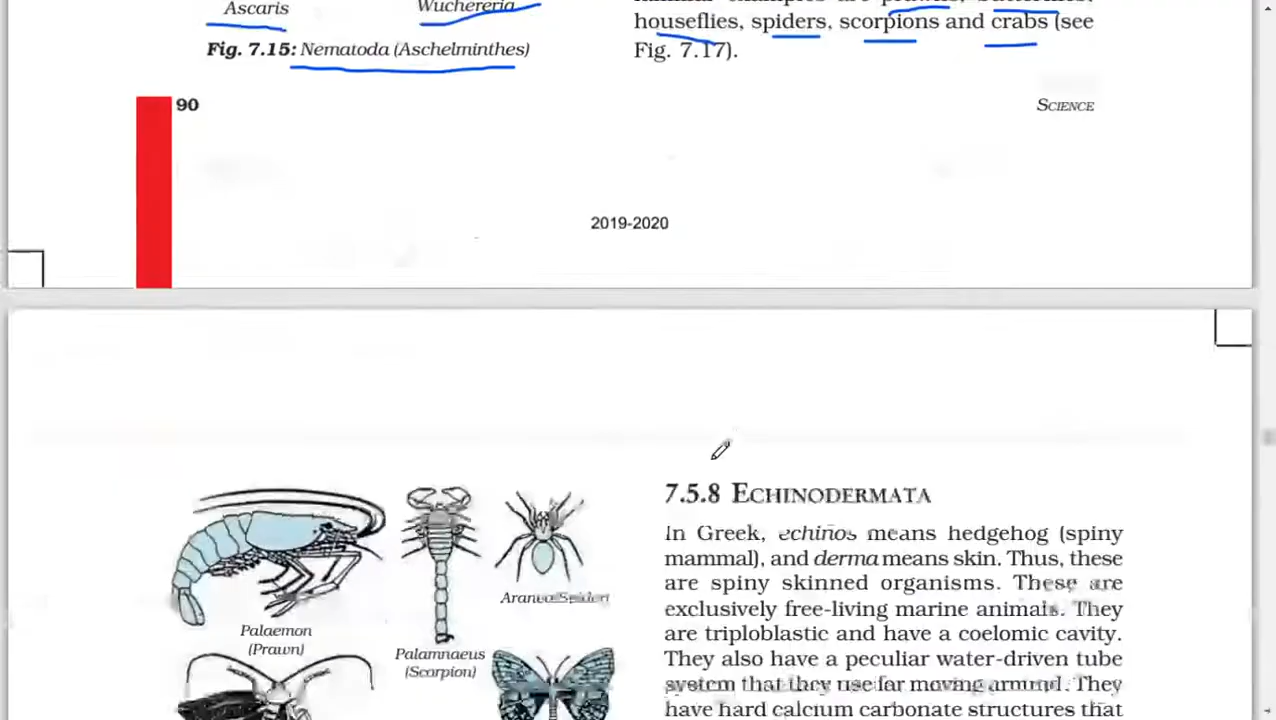 Ascaris
Wuchereria
Fig. 7.15: Nematoda (Aschelminthes)
houseflies, spiders, scorpions and crabs (see
Fig. 7.17).
90
SCIENCE
2019-2020
Palaemon
(Prawn)
Palamnaeus
(Scorpion)
7.5.8 ECHINODERMATA
In Greek, echinos means hedgehog (spiny
mammal), and derma means skin. Thus, these
are spiny skinned organisms. These are
exclusively free-living marine animals. They
are triploblastic and have a coelomic cavity.
They also have a peculiar water-driven tube
system that they use for moving around. They
have hard calcium carbonate structures that